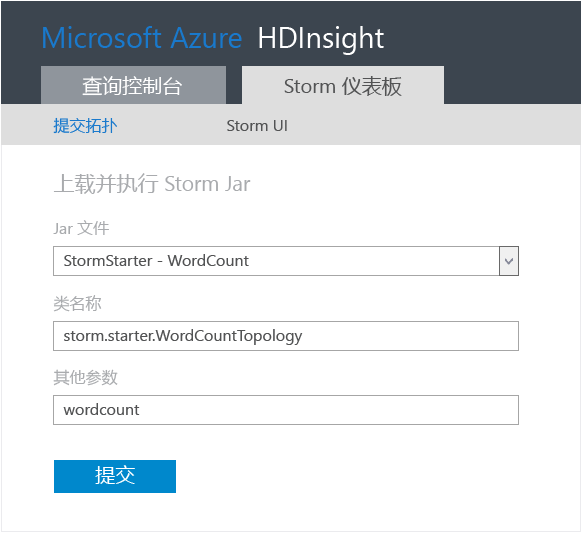 Microsoft Azure HDInsight
查询控制台 Storm 仪表板
提交拓扑 Storm UI
上载并执行 Storm Jar
Jar 文件
StormStarter - WordCount
类名称
storm.starter.WordCountTopology
其他参数
wordcount
提交